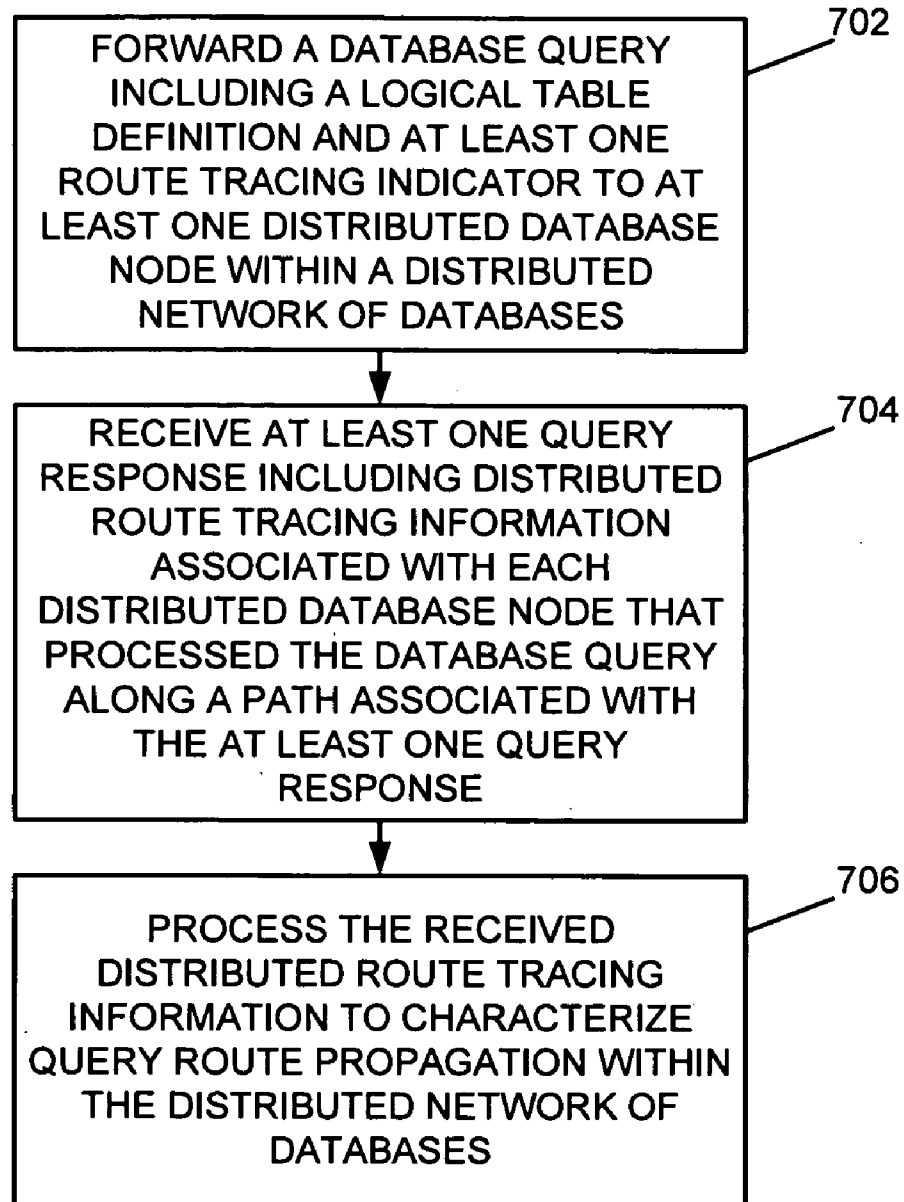 702
FORWARD A DATABASE QUERY
INCLUDING A LOGICAL TABLE
DEFINITION AND AT LEAST ONE
ROUTE TRACING INDICATOR TO AT
LEAST ONE DISTRIBUTED DATABASE
NODE WITHIN A DISTRIBUTED
NETWORK OF DATABASES
704
RECEIVE AT LEAST ONE QUERY
RESPONSE INCLUDING DISTRIBUTED
ROUTE TRACING INFORMATION
ASSOCIATED WITH EACH
DISTRIBUTED DATABASE NODE THAT
PROCESSED THE DATABASE QUERY
ALONG A PATH ASSOCIATED WITH
THE AT LEAST ONE QUERY
RESPONSE
706
PROCESS THE RECEIVED
DISTRIBUTED ROUTE TRACING
INFORMATION TO CHARACTERIZE
QUERY ROUTE PROPAGATION WITHIN
THE DISTRIBUTED NETWORK OF
DATABASES